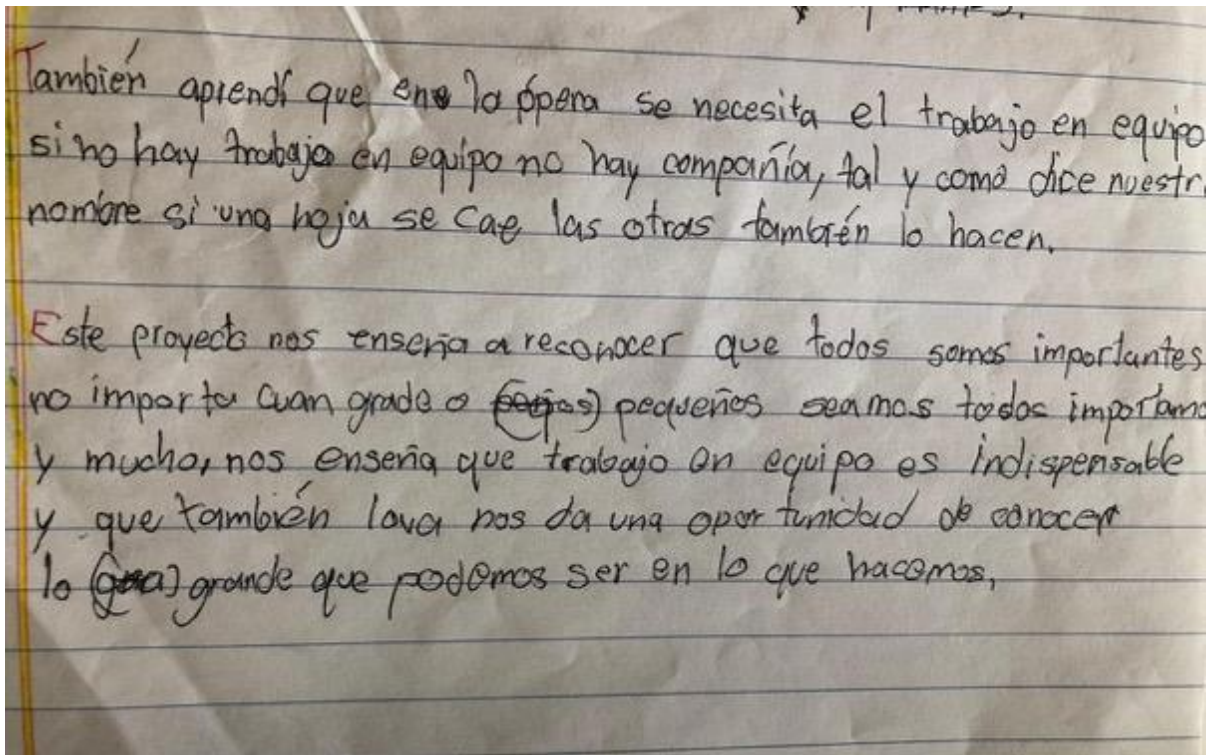 También aprendí que en la ópera se necesita el trabajo en equipo
si no hay trabajo en equipo no hay compañía, tal y como dice nuestr
nombre si una hoja se cae las otras también lo hacen.
Este proyecto nos enseña a reconocer que todos somos importantes
no importa cuan grade o pequeños seamos todos importamo
y mucho, nos enseña que trabajo en equipo es indispensable
y que también lova nos da una oportunidad de conocer
lo grande que podemos ser en lo que hacemos,